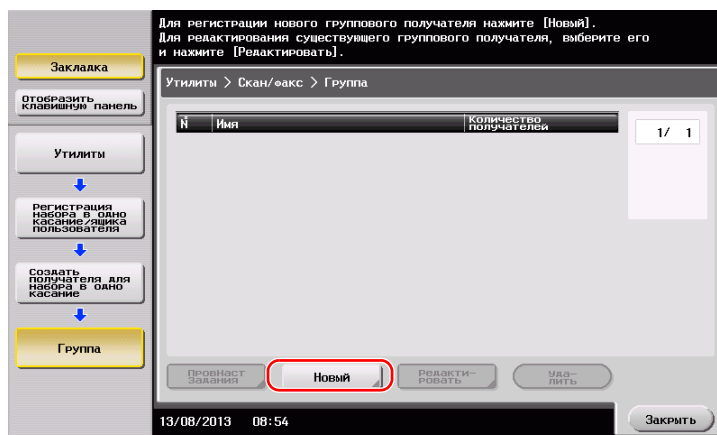 Для регистрации нового группового получателя нажмите [Новый].
Для редактирования существующего группового получателя, выберите его
и нажмите [Редактировать].
Закладка
Отобразить
клавишную панель
Утилиты
Регистрация
набора в одно
касание/ящика
пользователя
Создать
получателя для
набора в одно
касание
Группа
Утилиты > Скан/факс > Группа
N Имя Количество
получателей
1/ 1
ПровНаст
Задания
Новый
Редакти-
ровать
Уда-
лить
13/08/2013 08:54
Закрыть